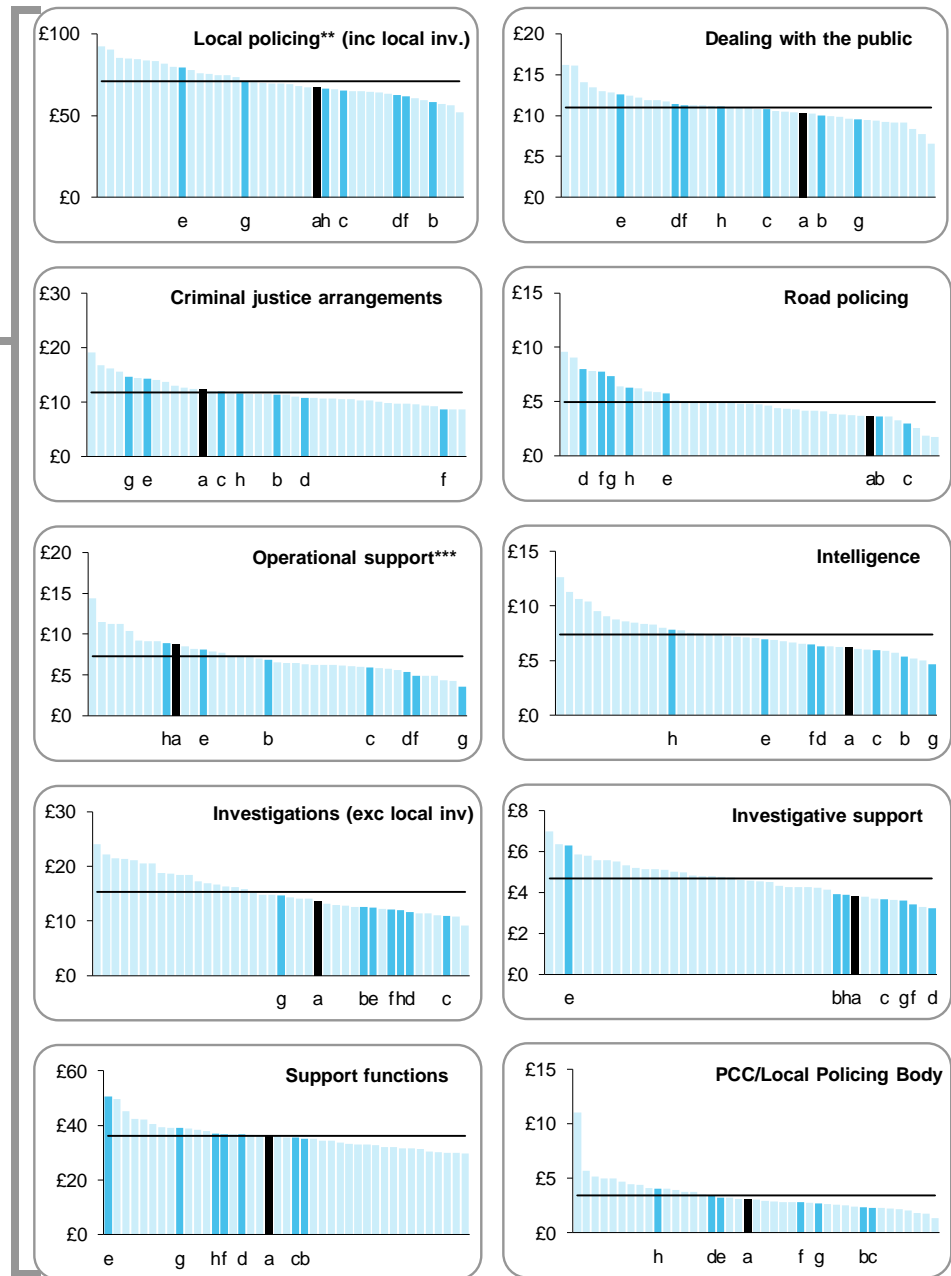 Local policing** (inc local inv.)
£100
£50
£0
e g ah c df b
Dealing with the public
£20
£15
£10
£5
£0
e df h c a b g
Criminal justice arrangements
£30
£20
£10
£0
g e a c h b d f
Road policing
£15
£10
£5
£0
d fg h e ab c
Operational support***
£20
£15
£10
£5
£0
ha e b c df g
Intelligence
£15
£10
£5
£0
h e fd a c b g
Investigations (exc local inv)
£30
£20
£10
£0
g a be fhd c
Investigative support
£8
£6
£4
£2
£0
e bha c gf d
Support functions
£60
£40
£20
£0
e g hf d a cb
PCC/Local Policing Body
£15
£10
£5
£0
h de a f g bc